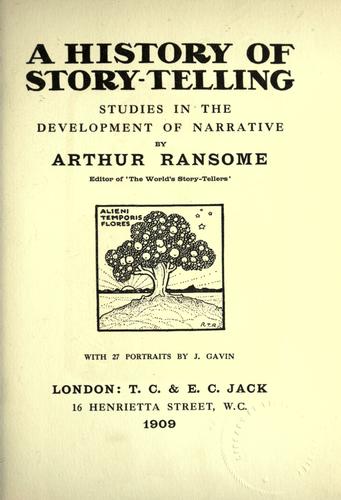 A HISTORY OF
STORY-TELLING
STUDIES IN THE
DEVELOPMENT OF NARRATIVE
BY
ARTHUR RANSOME
Editor of 'The World's Story-Tellers'
ALIENI
TEMPORIS
FLORES
R.T.R.
WITH 27 PORTRAITS BY J. GAVIN
LONDON: T. C. & E. C. JACK
16 HENRIETTA STREET, W.C.
1909